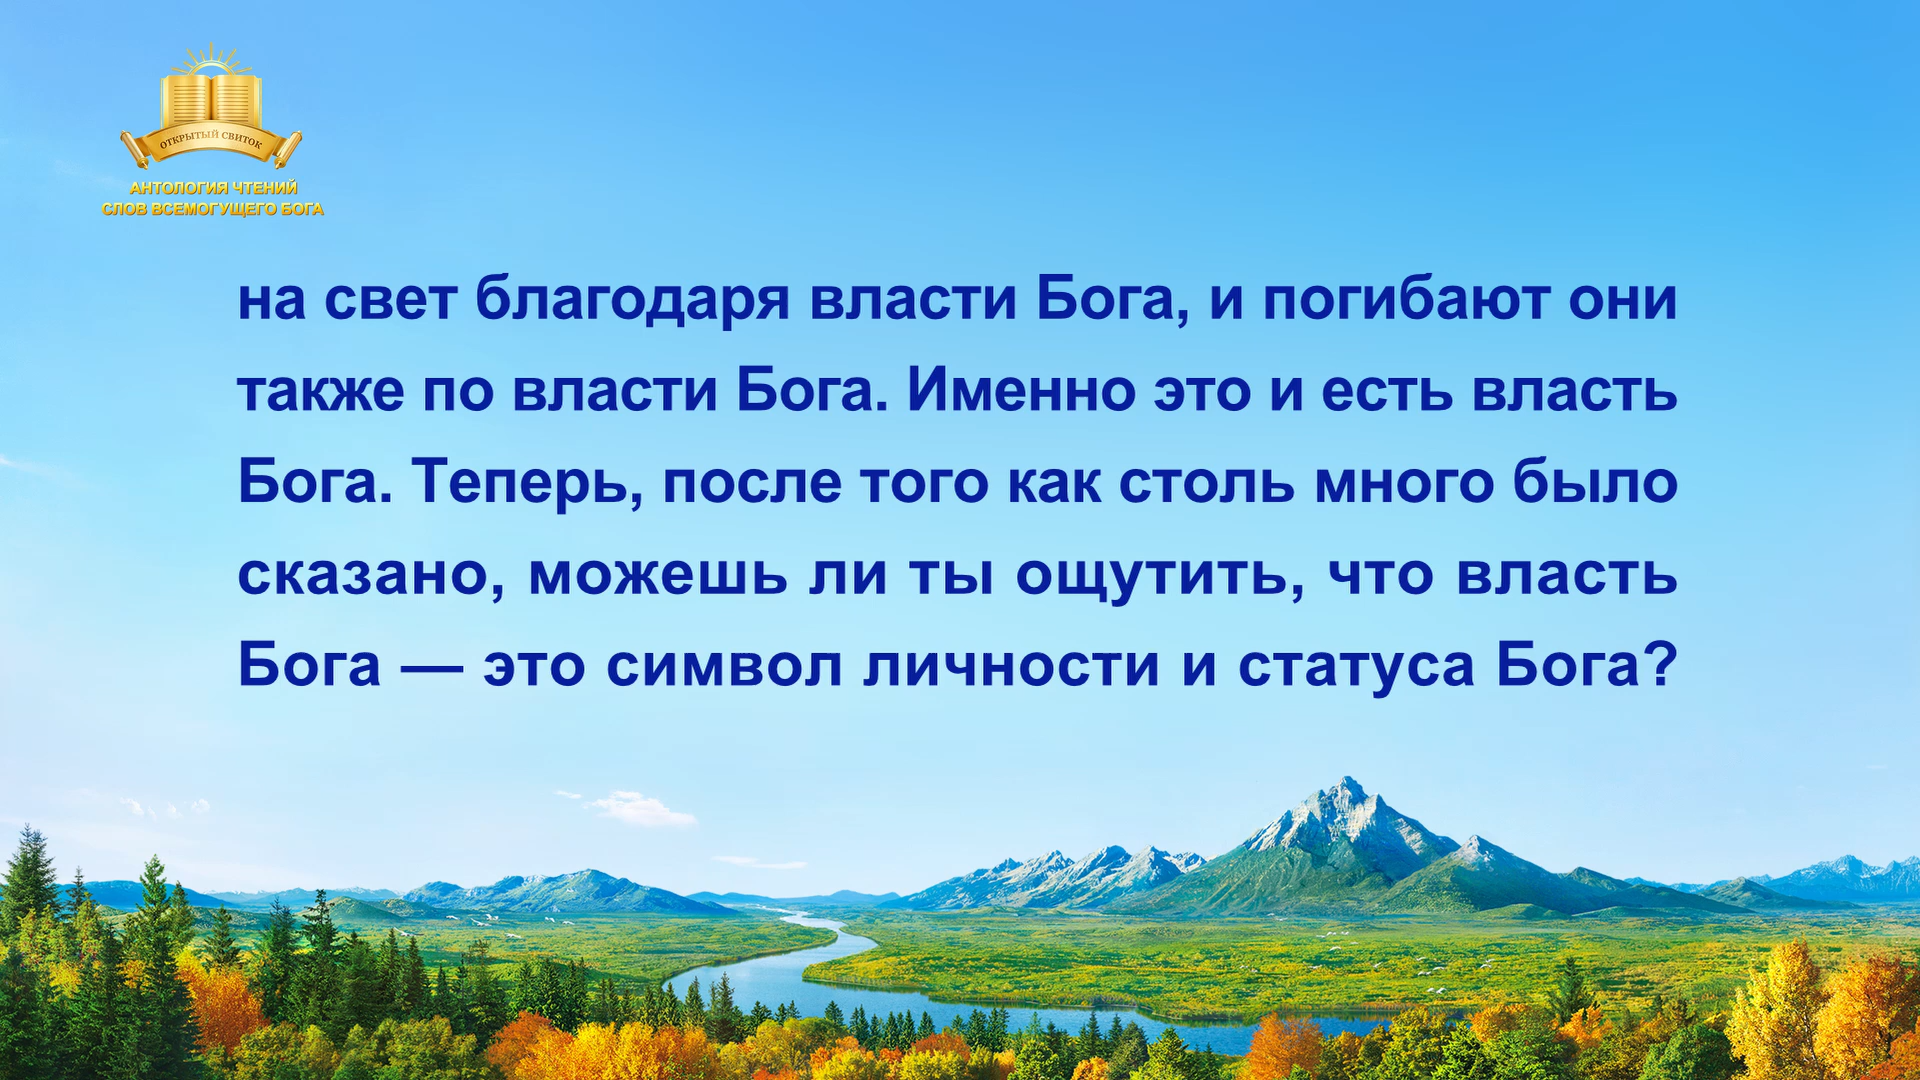 ОТКРЫТЫЙ СВИТОК
АНТОЛОГИЯ ЧТЕНИЙ
СЛОВ ВСЕМОГУЩЕГО БОГА
на свет благодаря власти Бога, и погибают они
также по власти Бога. Именно это и есть власть
Бога. Теперь, после того как столь много было
сказано, можешь ли ты ощутить, что власть
Бога — это символ личности и статуса Бога?